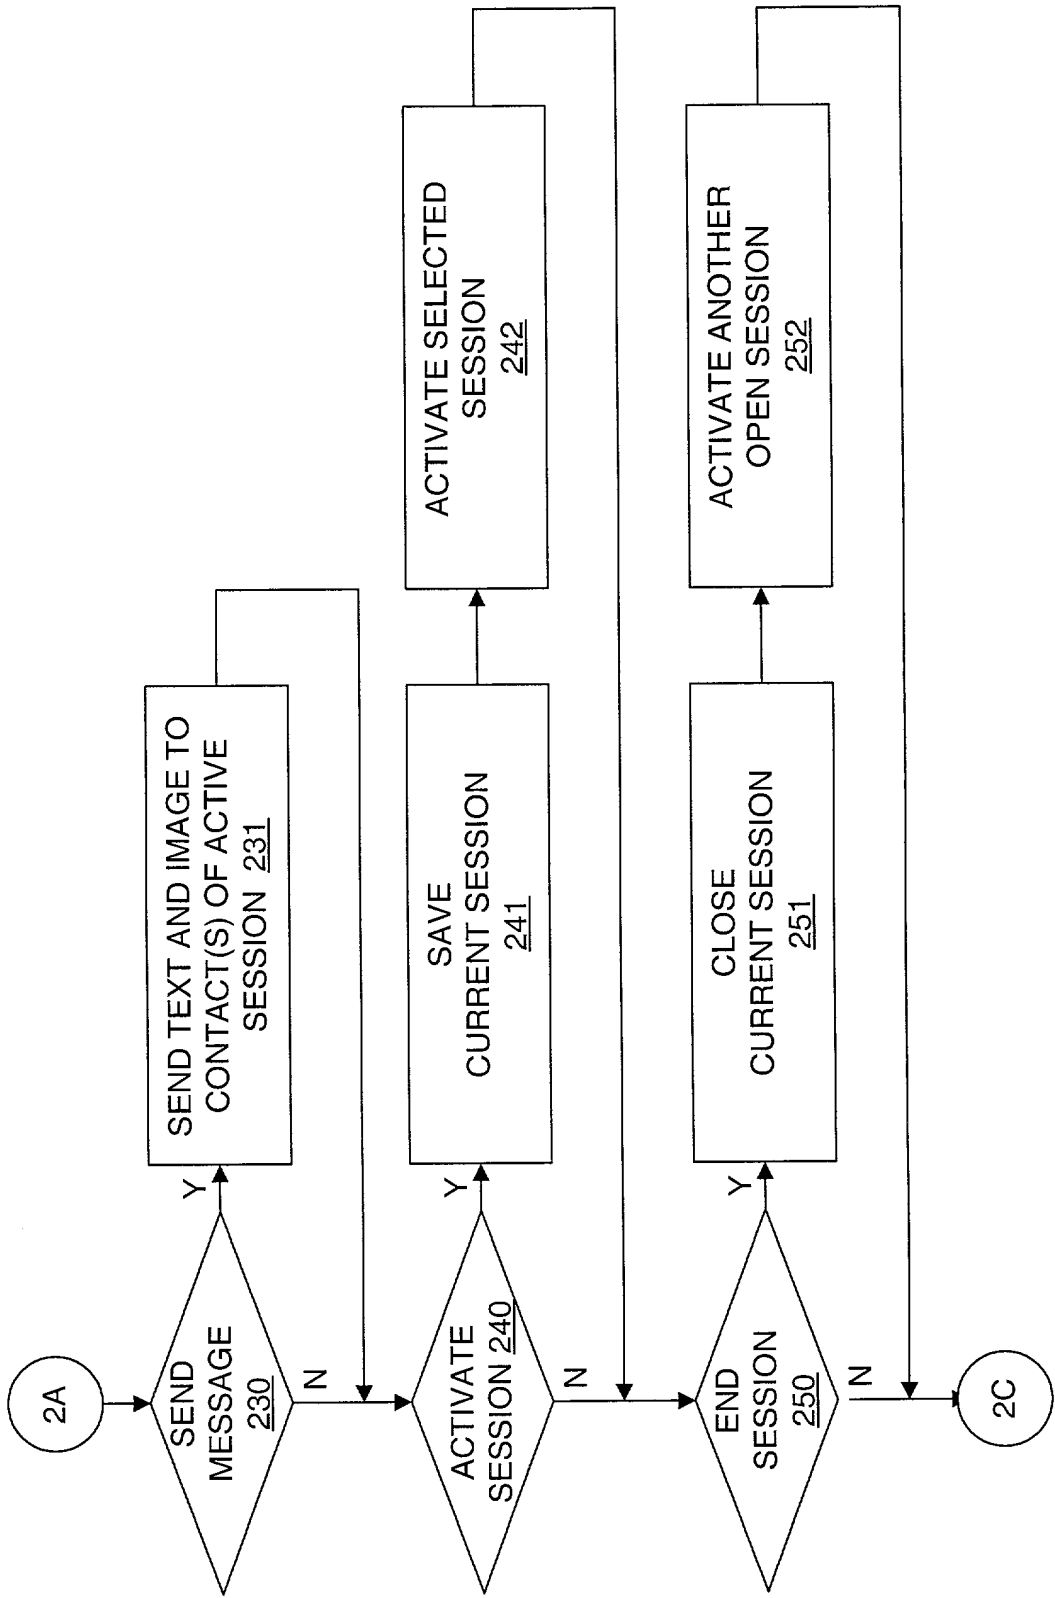 2A
SEND
MESSAGE
230
Y
N
SEND TEXT AND IMAGE TO
CONTACT(S) OF ACTIVE
SESSION 231
ACTIVATE
SESSION 240
Y
N
SAVE
CURRENT SESSION
241
ACTIVATE SELECTED
SESSION
242
END
SESSION
250
Y
N
CLOSE
CURRENT SESSION
251
ACTIVATE ANOTHER
OPEN SESSION
252
2C